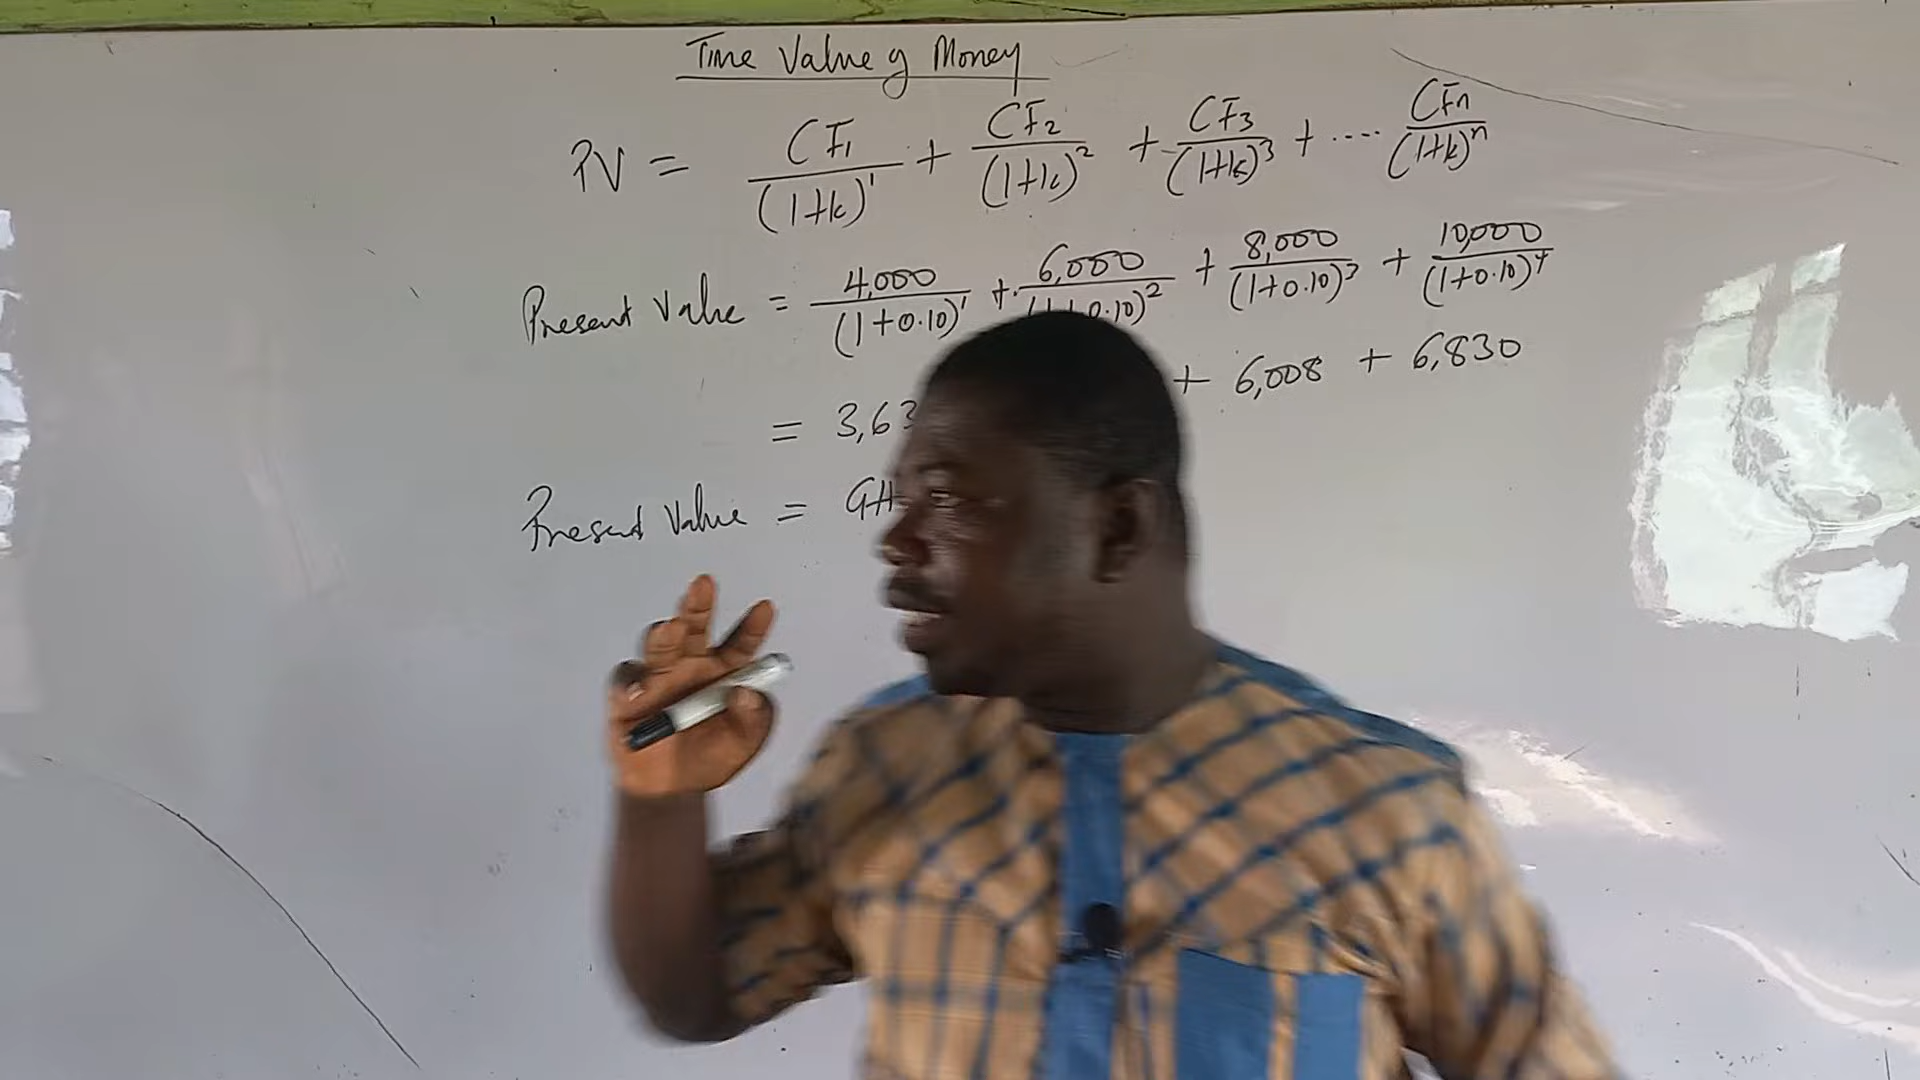 Time Value of Money
PV = CF₁/(1+k)¹ + CF₂/(1+k)² + CF₃/(1+k)³ + .... CFn/(1+k)ⁿ
Present Value = 4,000/(1+0.10)¹ + 6,000/(1+0.10)² + 8,000/(1+0.10)³ + 10,000/(1+0.10)⁴
= 3,63 + 6,008 + 6,830
Present Value = GH